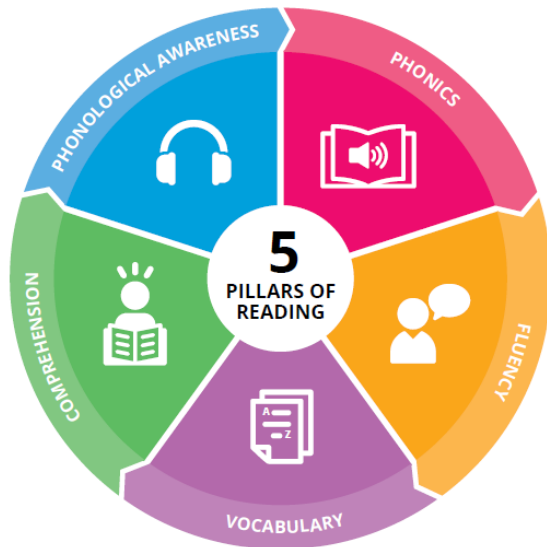 PHONOLOGICAL AWARENESS
PHONICS
5
PILLARS OF
READING
COMPREHENSION
FLUENCY
A
Z
VOCABULARY